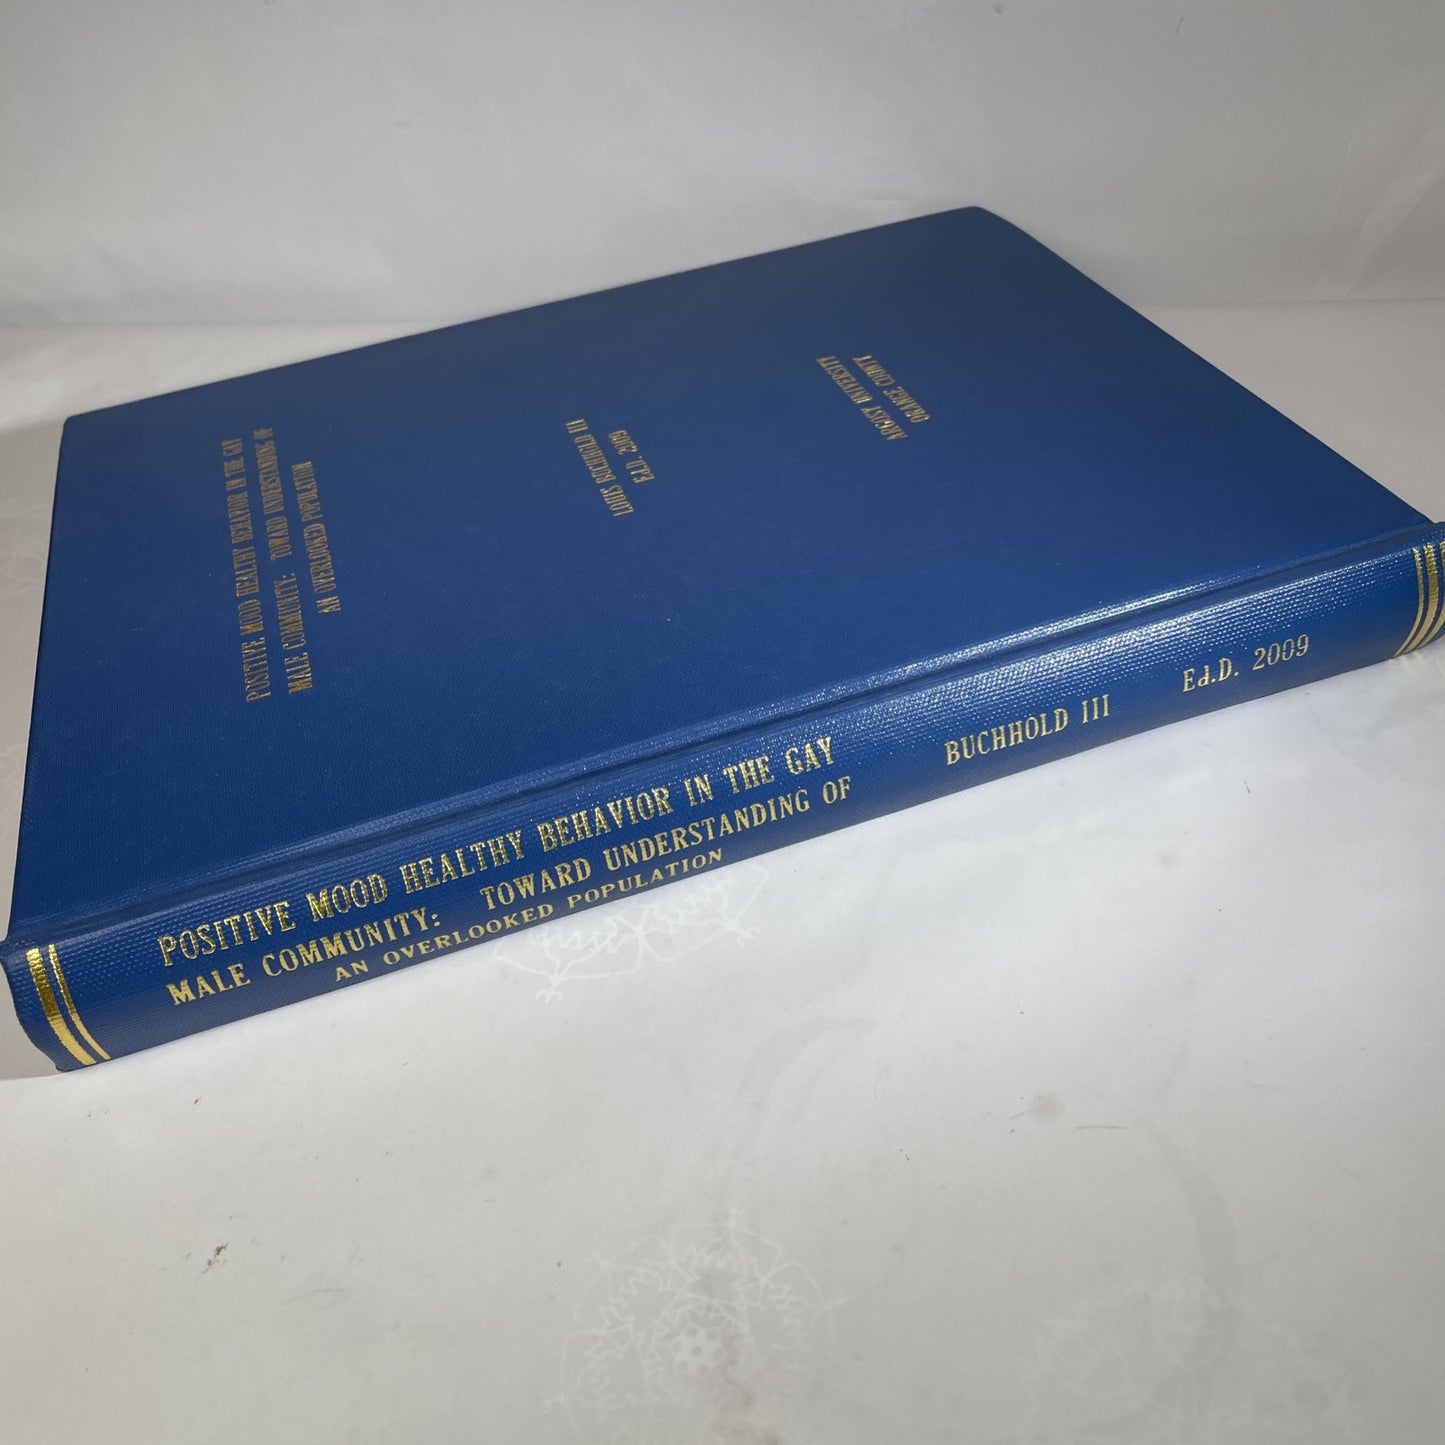 POSITIVE MOOD HEALTHY BEHAVIOR IN THE GAY
MALE COMMUNITY: TOWARD UNDERSTANDING OF
AN OVERLOOKED POPULATION
LOUIS BUCHHOLD III
Ed.D. 2009
ARGOSY UNIVERSITY
ORANGE COUNTY
POSITIVE MOOD HEALTHY BEHAVIOR IN THE GAY
MALE COMMUNITY: TOWARD UNDERSTANDING OF
AN OVERLOOKED POPULATION
BUCHHOLD III
Ed.D. 2009